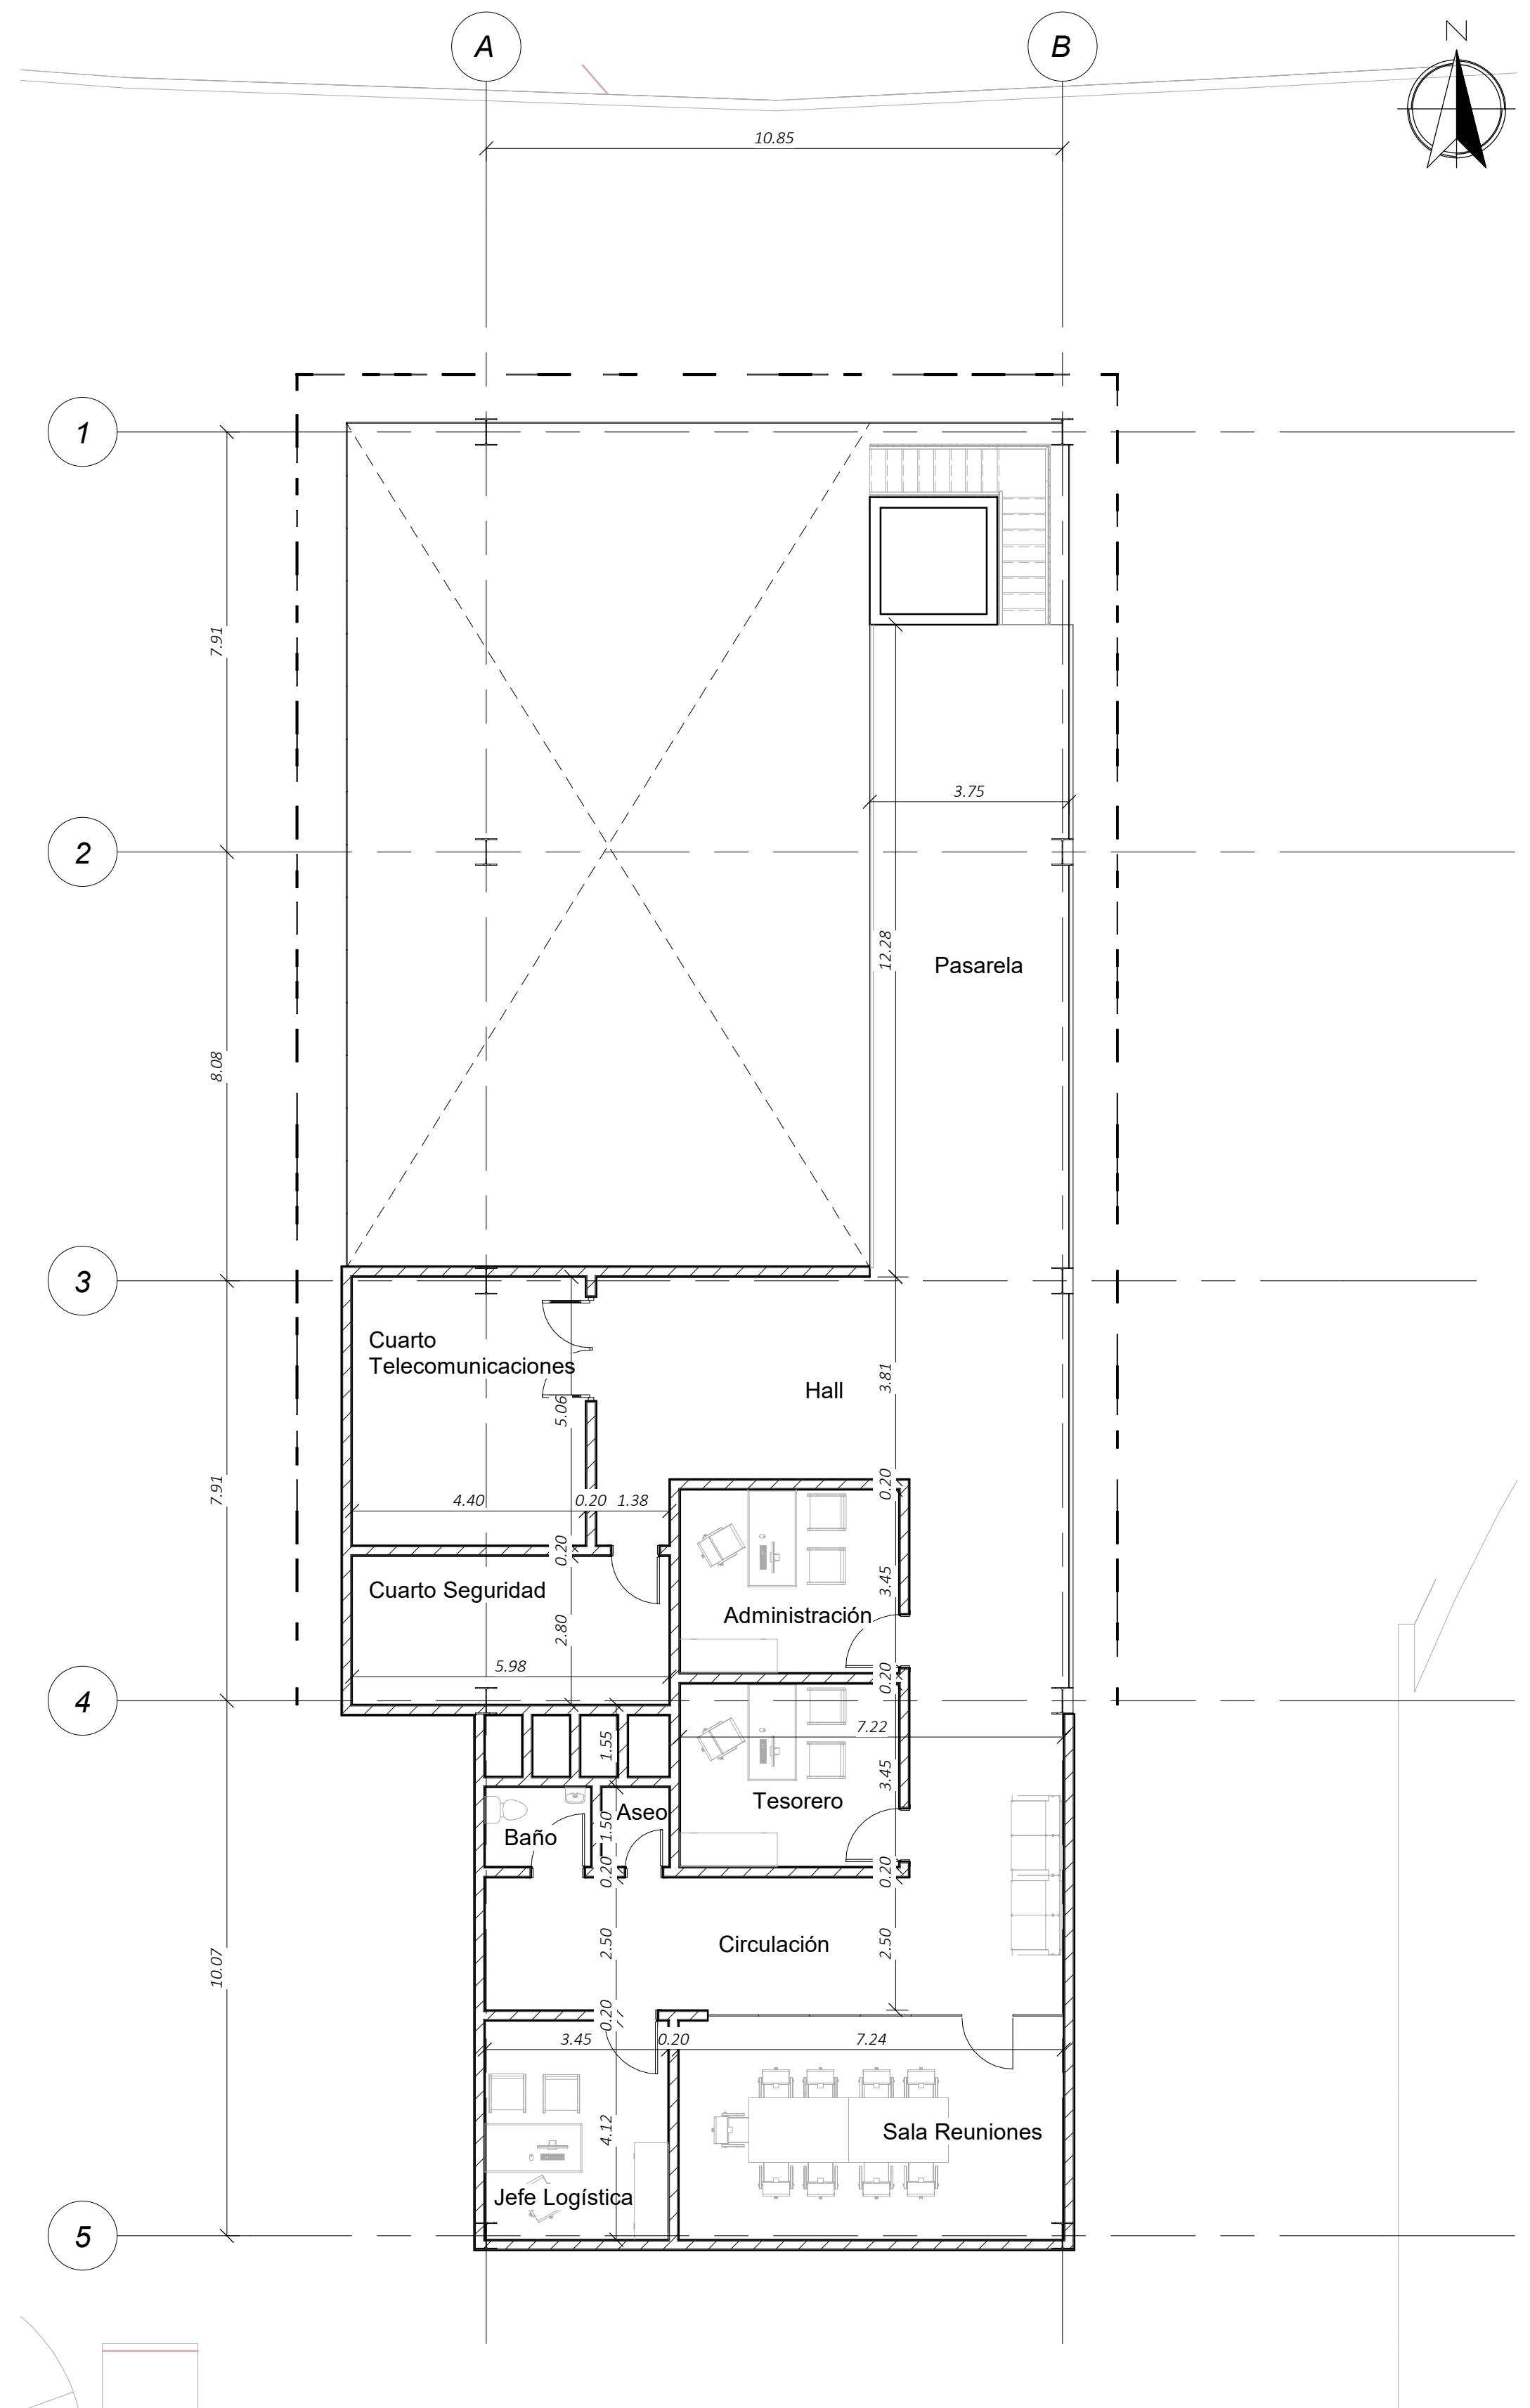 A
B
N
10.85
1
7.91
3.75
2
12.28
Pasarela
8.08
3
Cuarto
Telecomunicaciones
Hall
3.81
5.06
7.91
0.20
4.40
0.20
1.38
0.20
3.45
Cuarto Seguridad
Administración
2.80
5.98
0.20
4
7.22
1.55
3.45
Tesorero
Aseo
1.50
Baño
0.20
0.20
Circulación
2.50
2.50
10.07
0.20
3.45
0.20
7.24
4.12
Sala Reuniones
Jefe Logística
5